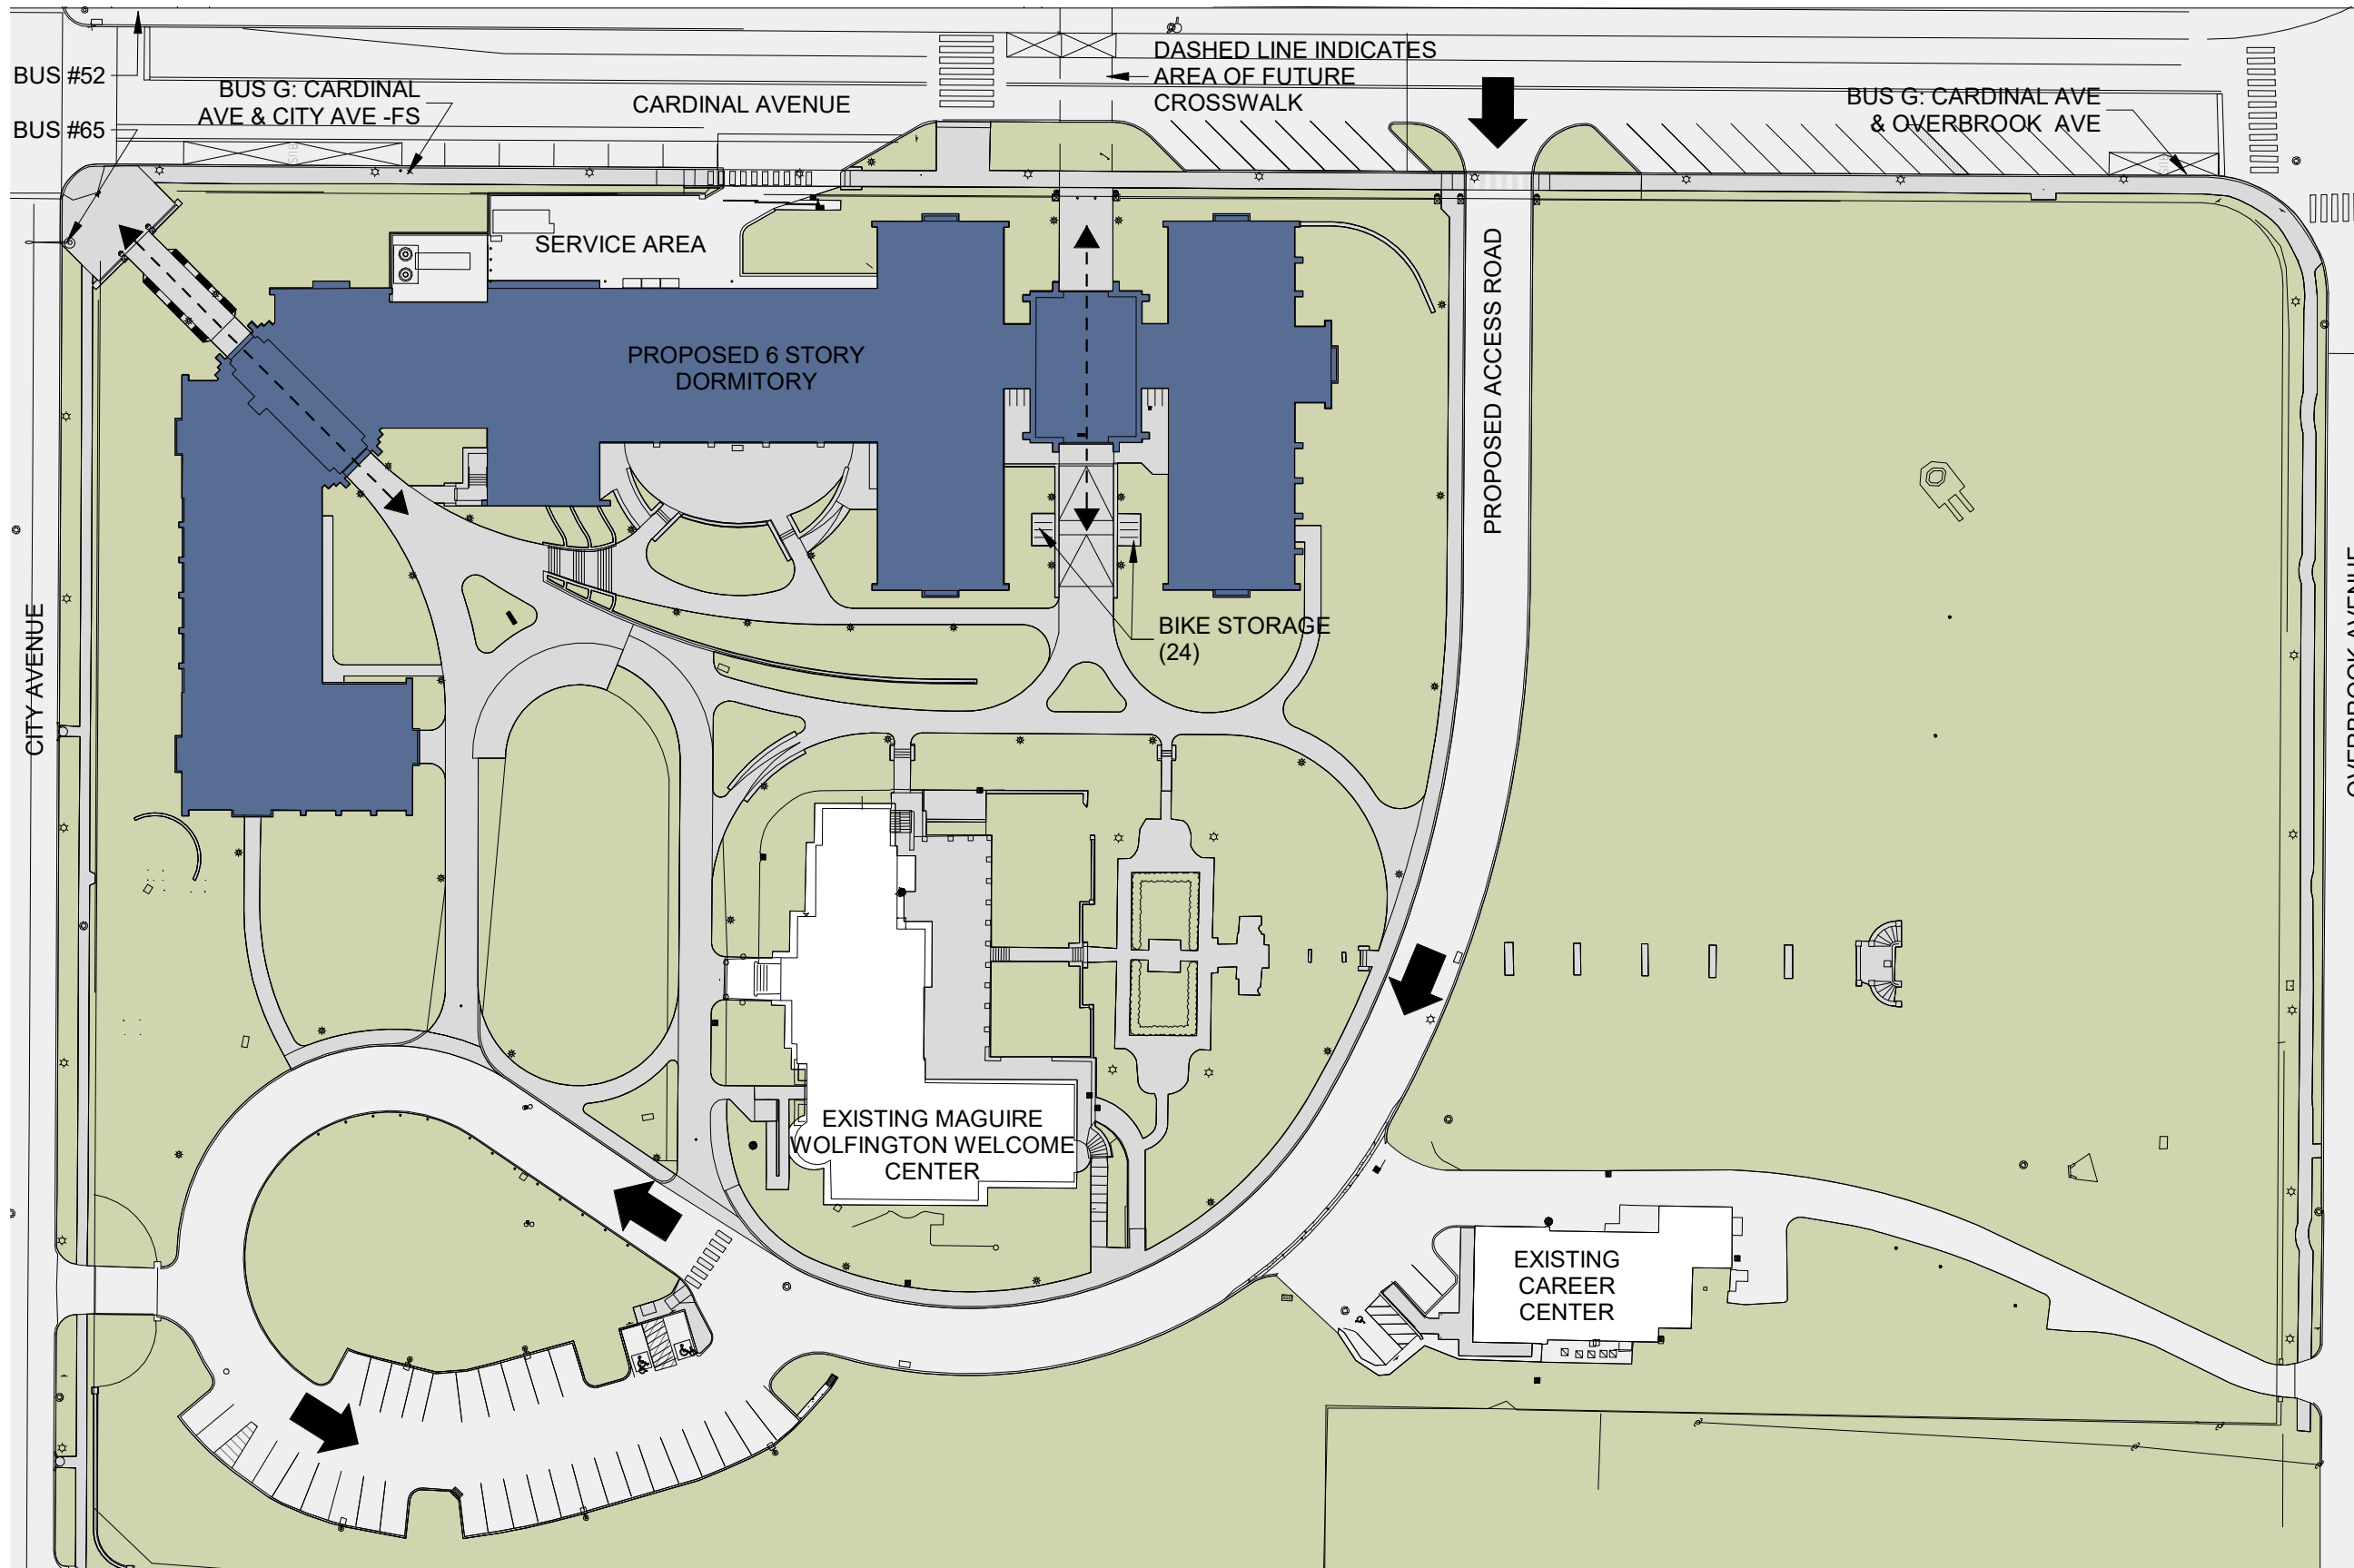 BUS #52
BUS G: CARDINAL
AVE & CITY AVE -FS
BUS #65
CARDINAL AVENUE
DASHED LINE INDICATES
AREA OF FUTURE
CROSSWALK
BUS G: CARDINAL AVE
& OVERBROOK AVE
SERVICE AREA
PROPOSED 6 STORY
DORMITORY
PROPOSED ACCESS ROAD
BIKE STORAGE
(24)
CITY AVENUE
OVERBROOK AVENUE
EXISTING MAGUIRE
WOLFINGTON WELCOME
CENTER
EXISTING
CAREER
CENTER